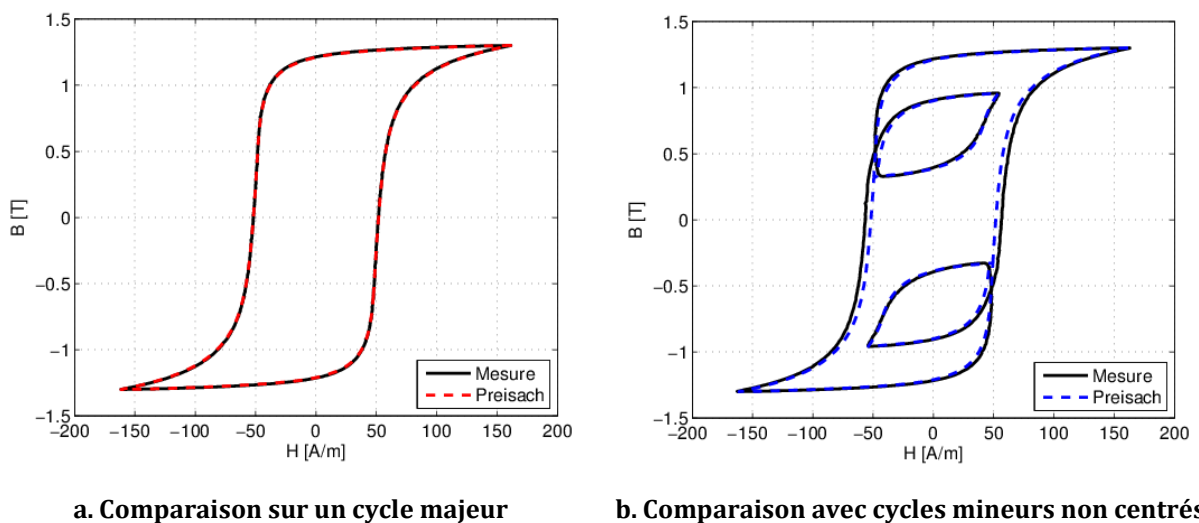 1.5
1
0.5
0
−0.5
−1
−1.5
B [T]
−200 −150 −100 −50 0 50 100 150 200
H [A/m]
Mesure
Preisach
1.5
1
0.5
0
−0.5
−1
−1.5
B [T]
−200 −150 −100 −50 0 50 100 150 200
H [A/m]
Mesure
Preisach
a. Comparaison sur un cycle majeur
b. Comparaison avec cycles mineurs non centrés